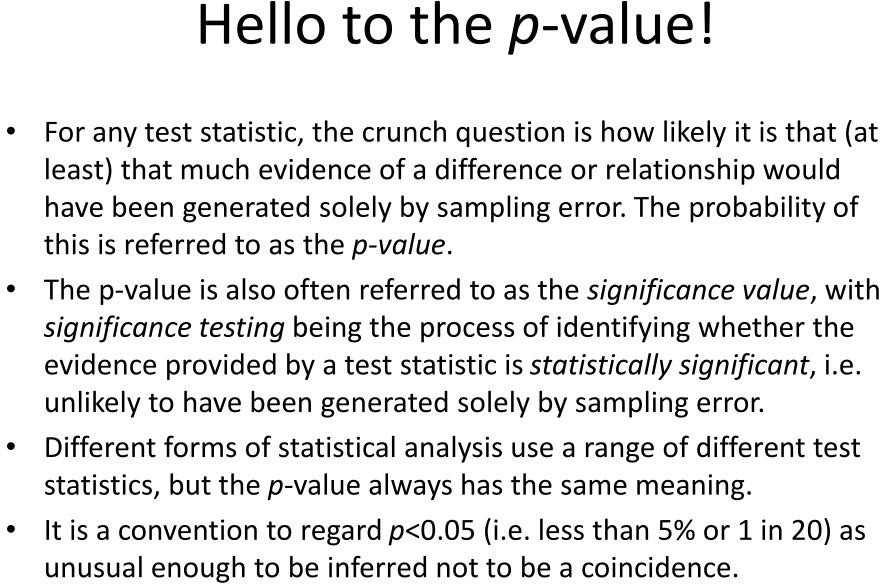 Hello to the p-value!
• For any test statistic, the crunch question is how likely it is that (at
least) that much evidence of a difference or relationship would
have been generated solely by sampling error. The probability of
this is referred to as the p-value.
• The p-value is also often referred to as the significance value, with
significance testing being the process of identifying whether the
evidence provided by a test statistic is statistically significant, i.e.
unlikely to have been generated solely by sampling error.
• Different forms of statistical analysis use a range of different test
statistics, but the p-value always has the same meaning.
• It is a convention to regard p<0.05 (i.e. less than 5% or 1 in 20) as
unusual enough to be inferred not to be a coincidence.